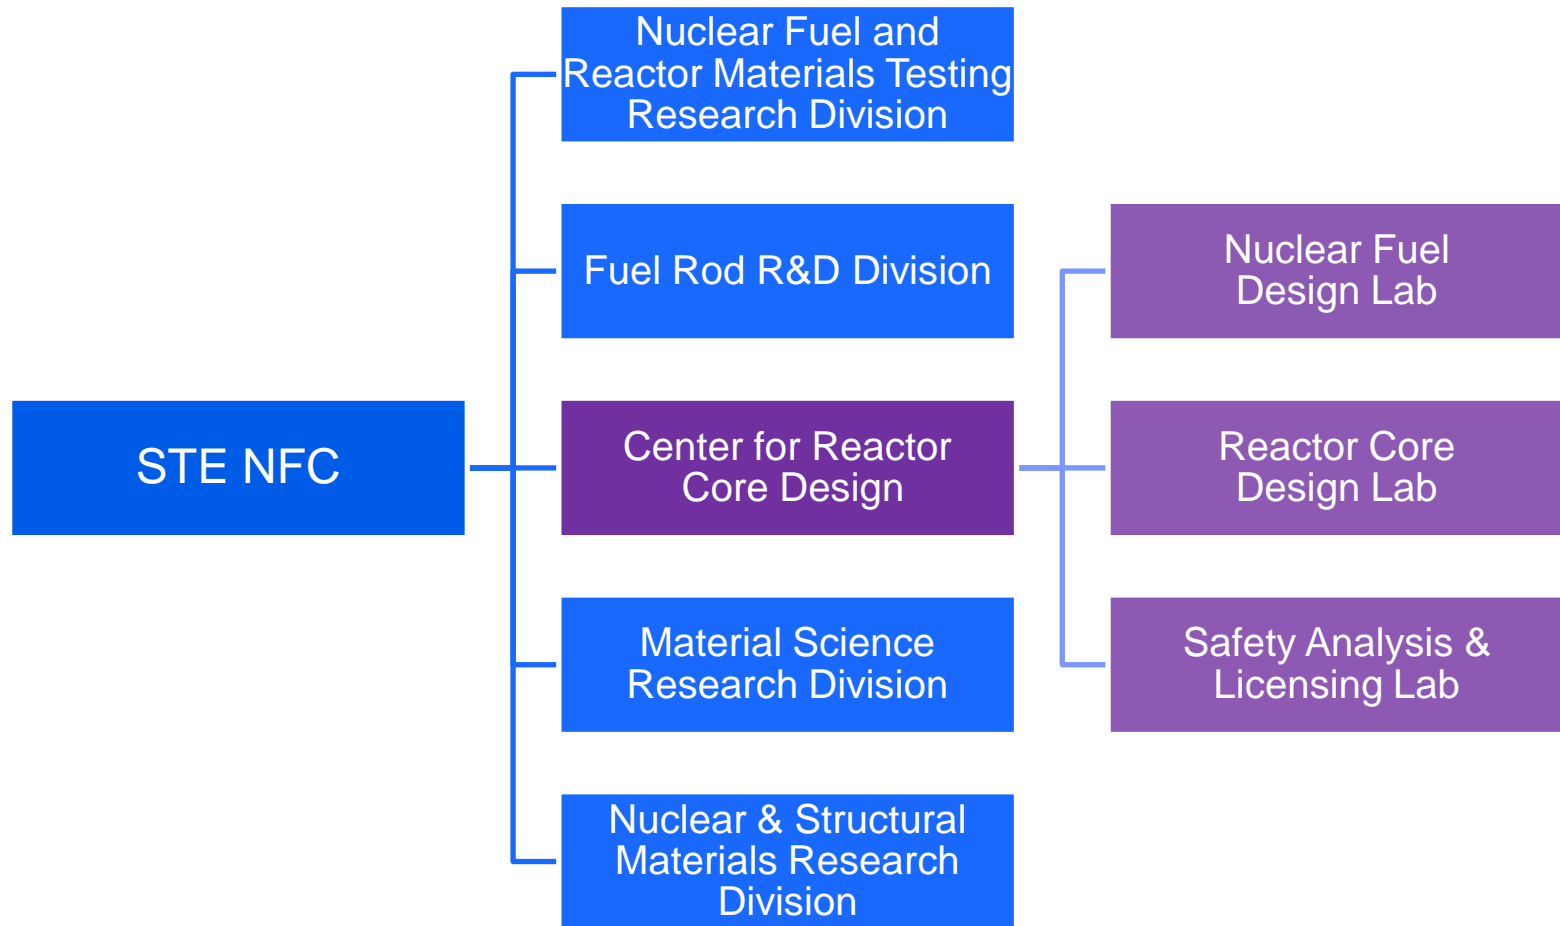 Nuclear Fuel and
Reactor Materials Testing
Research Division
Fuel Rod R&D Division
Nuclear Fuel
Design Lab
STE NFC
Center for Reactor
Core Design
Reactor Core
Design Lab
Material Science
Research Division
Safety Analysis &
Licensing Lab
Nuclear & Structural
Materials Research
Division